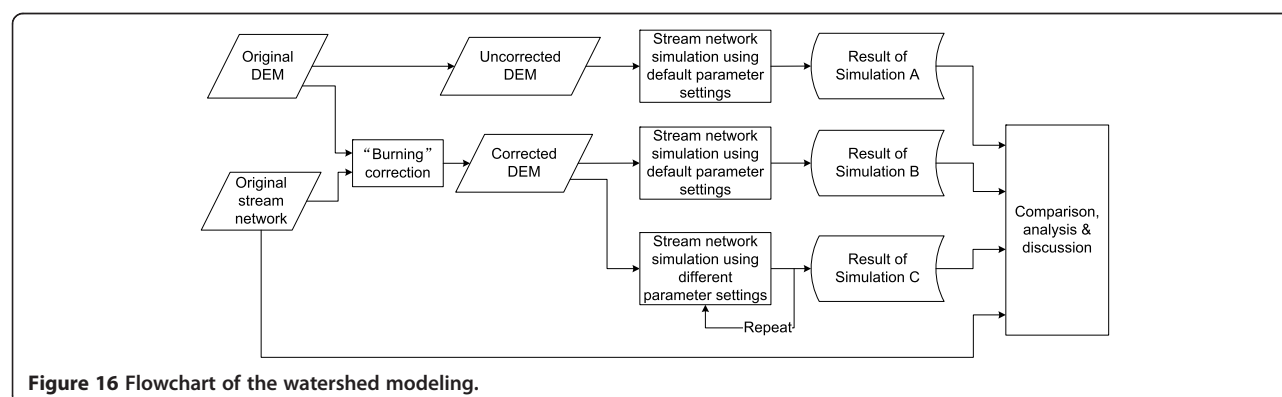 Original
DEM
Uncorrected
DEM
Stream network
simulation using
default parameter
settings
Result of
Simulation A
“Burning”
correction
Corrected
DEM
Stream network
simulation using
default parameter
settings
Result of
Simulation B
Original
stream
network
Comparison,
analysis &
discussion
Stream network
simulation using
different
parameter settings
Result of
Simulation C
Repeat
Figure 16 Flowchart of the watershed modeling.